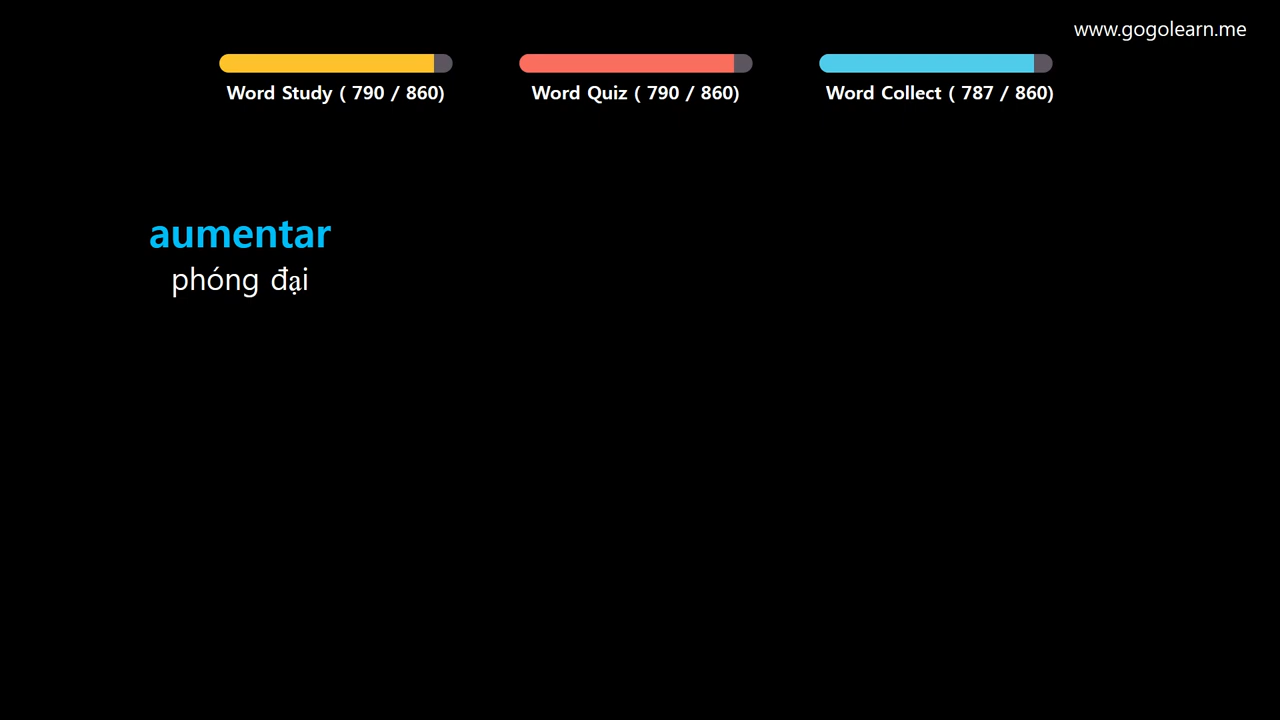 www.gogolearn.me
Word Study ( 790 / 860)
Word Quiz ( 790 / 860)
Word Collect ( 787 / 860)
aumentar
phóng đại